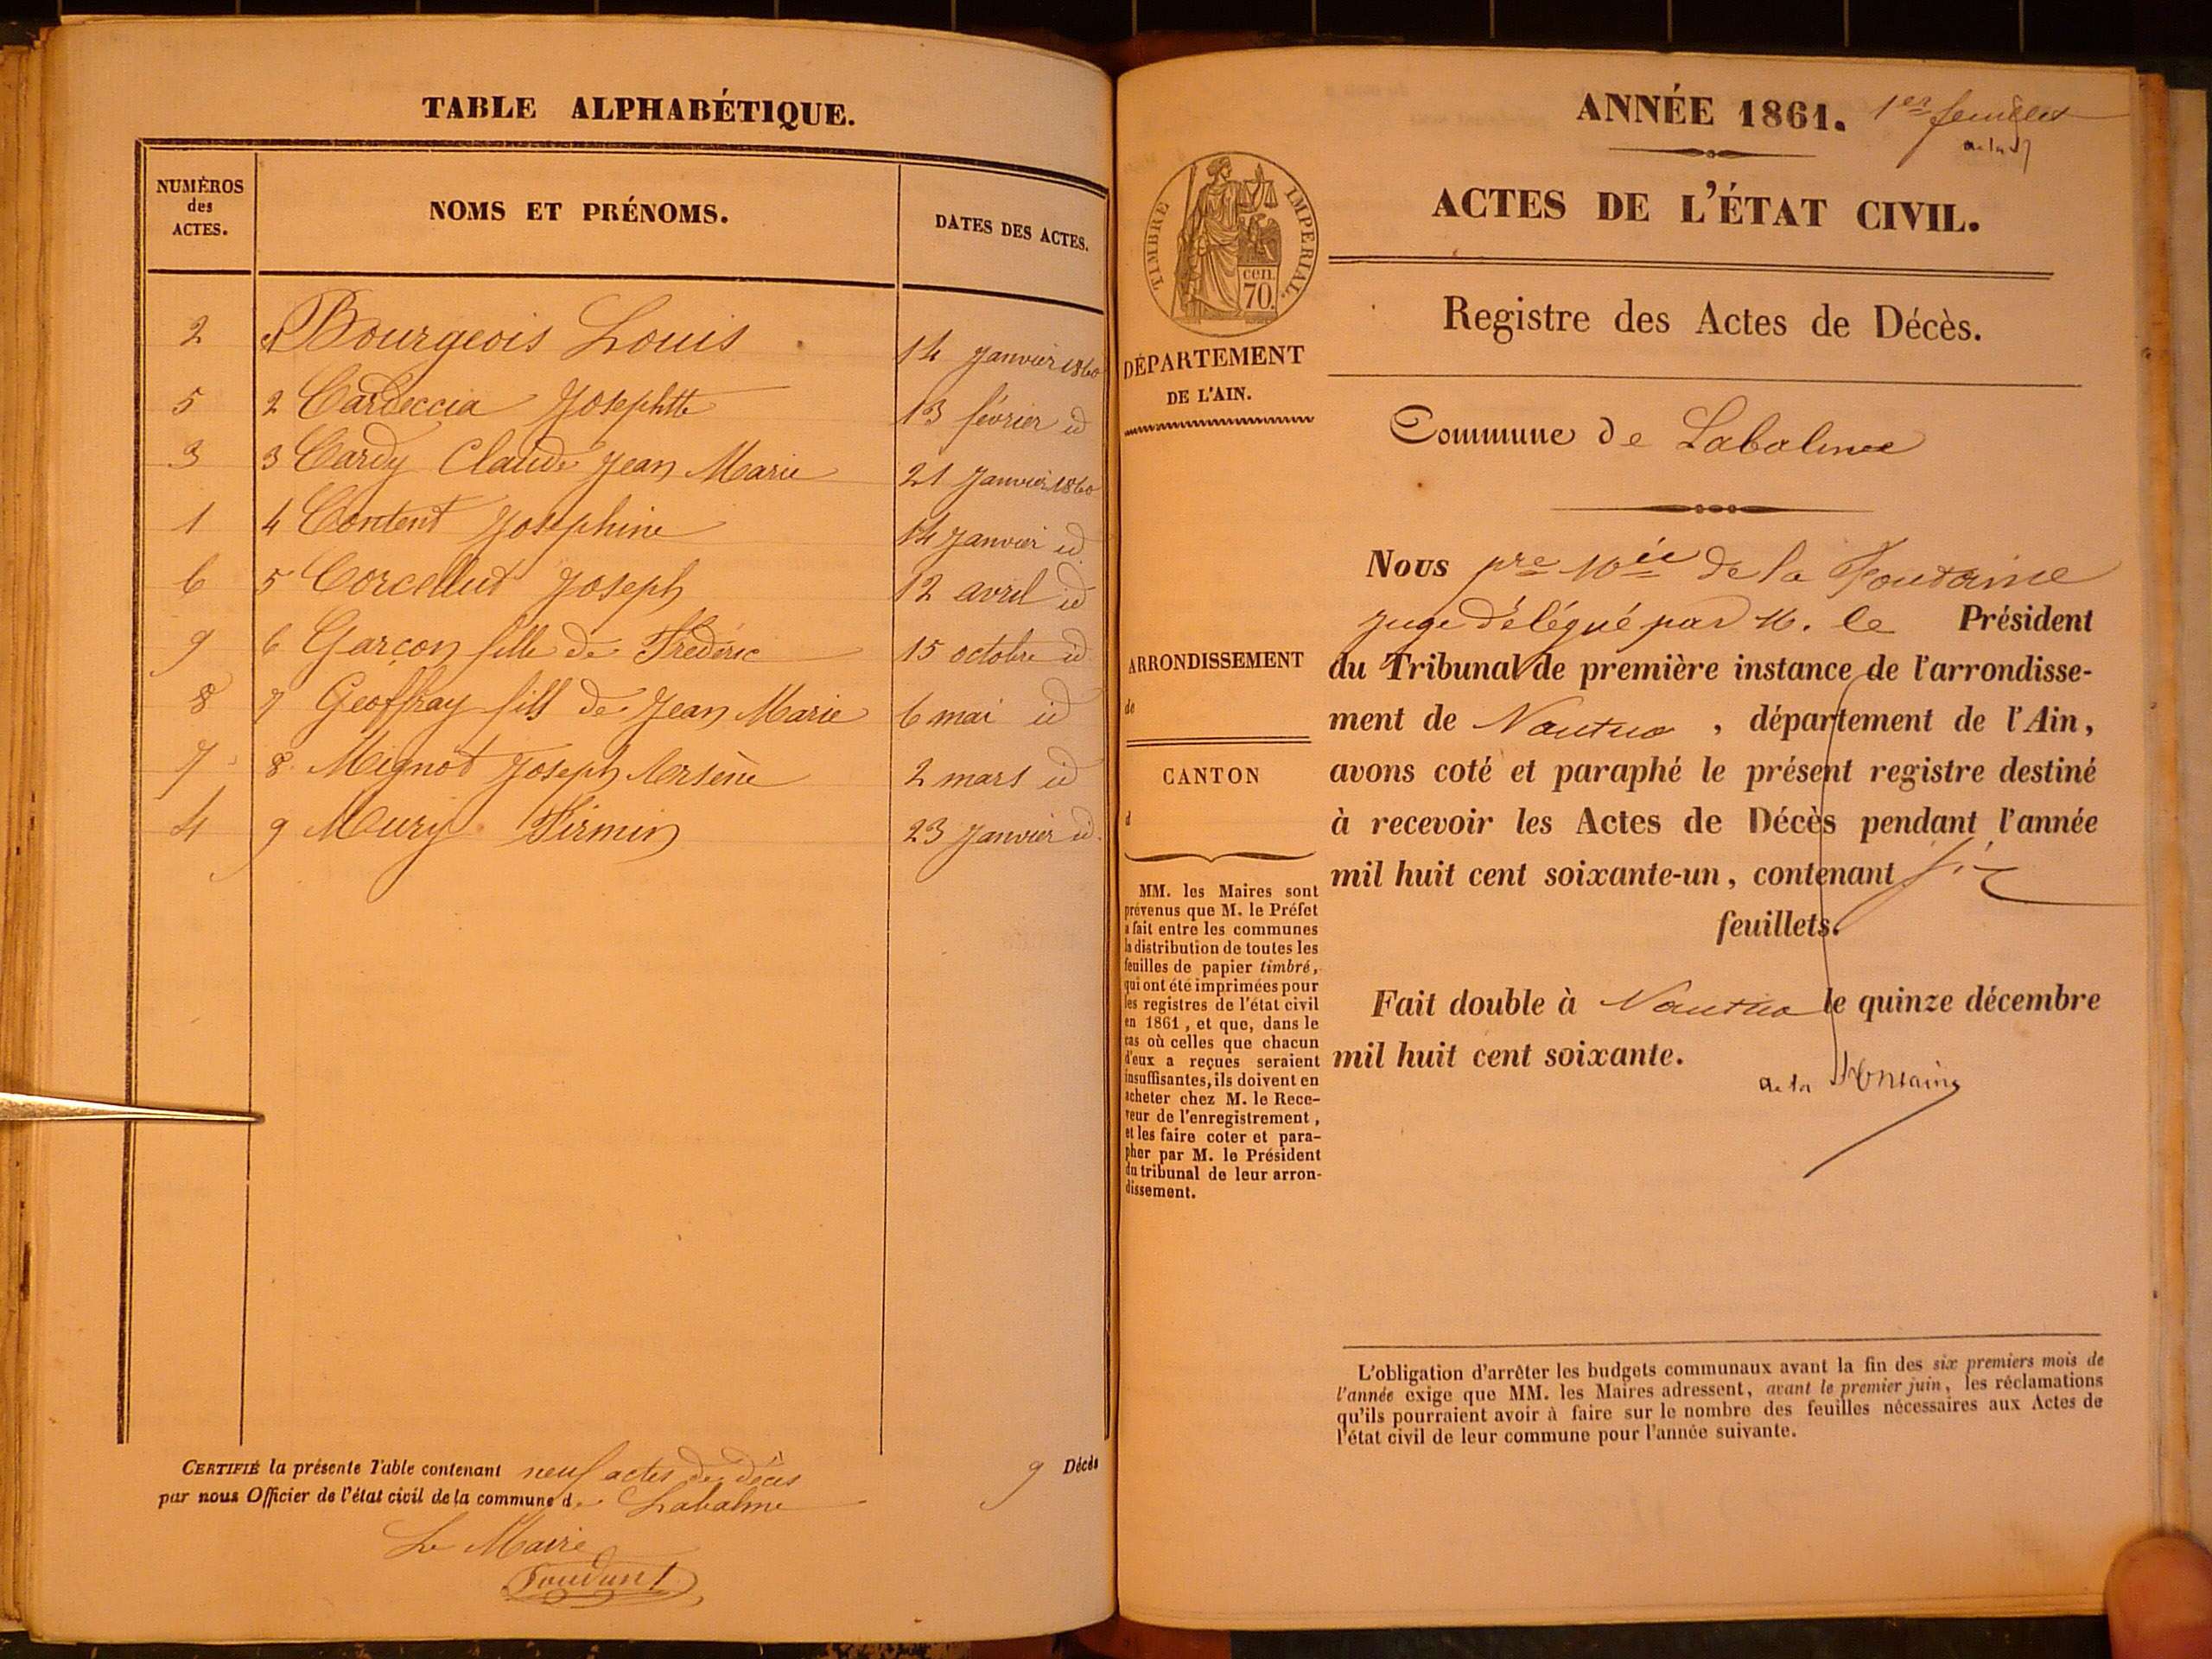 TABLE ALPHABÉTIQUE.
NUMÉROS des ACTES.
NOMS ET PRÉNOMS.
DATES DES ACTES.
2 1 Bourgeois Louis 14 Janvier 1860
5 2 Cardeccia Josephtte 13 février id
3 3 Cardy Claude Jean Marie 21 Janvier 1860
1 4 Content Josephine 14 Janvier id
6 5 Corcellut Joseph 12 avril id
9 6 Garçon fille de Frédéric 15 octobre id
8 7 Geoffray fils de Jean Marie 6 mai id
7 8 Mignot Joseph Arsène 2 mars id
4 9 Mury Firmin 23 Janvier id
CERTIFIÉ la présente Table contenant neuf actes de décès
9 Décès
par nous Officier de l'état civil de la commune de Labalme
Le Maire
ANNÉE 1861. 1er feuillet
ACTES DE L'ÉTAT CIVIL.
TIMBRE IMPERIAL.
cen. 70.
Registre des Actes de Décès.
DÉPARTEMENT
DE L'AIN.
Commune de Labalme
Nous de la Fontaine
juge délégué par M. le Président
du Tribunal de première instance de l'arrondisse-
ment de Nantua, département de l'Ain,
avons coté et paraphé le présent registre destiné
à recevoir les Actes de Décès pendant l'année
mil huit cent soixante-un, contenant six
feuillets.
Fait double à Nantua le quinze décembre
mil huit cent soixante.
de la Fontaine
ARRONDISSEMENT
de
CANTON
d
MM. les Maires sont
prévenus que M. le Préfet
a fait entre les communes
la distribution de toutes les
feuilles de papier timbré,
qui ont été imprimées pour
les registres de l'état civil
en 1861, et que, dans le
cas où celles que chacun
d'eux a reçues seraient
insuffisantes, ils doivent en
acheter chez M. le Rece-
veur de l'enregistrement,
et les faire coter et para-
pher par M. le Président
du tribunal de leur arron-
dissement.
L'obligation d'arrêter les budgets communaux avant la fin des six premiers mois de
l'année exige que MM. les Maires adressent, avant le premier juin, les réclamations
qu'ils pourraient avoir à faire sur le nombre des feuilles nécessaires aux Actes de
l'état civil de leur commune pour l'année suivante.